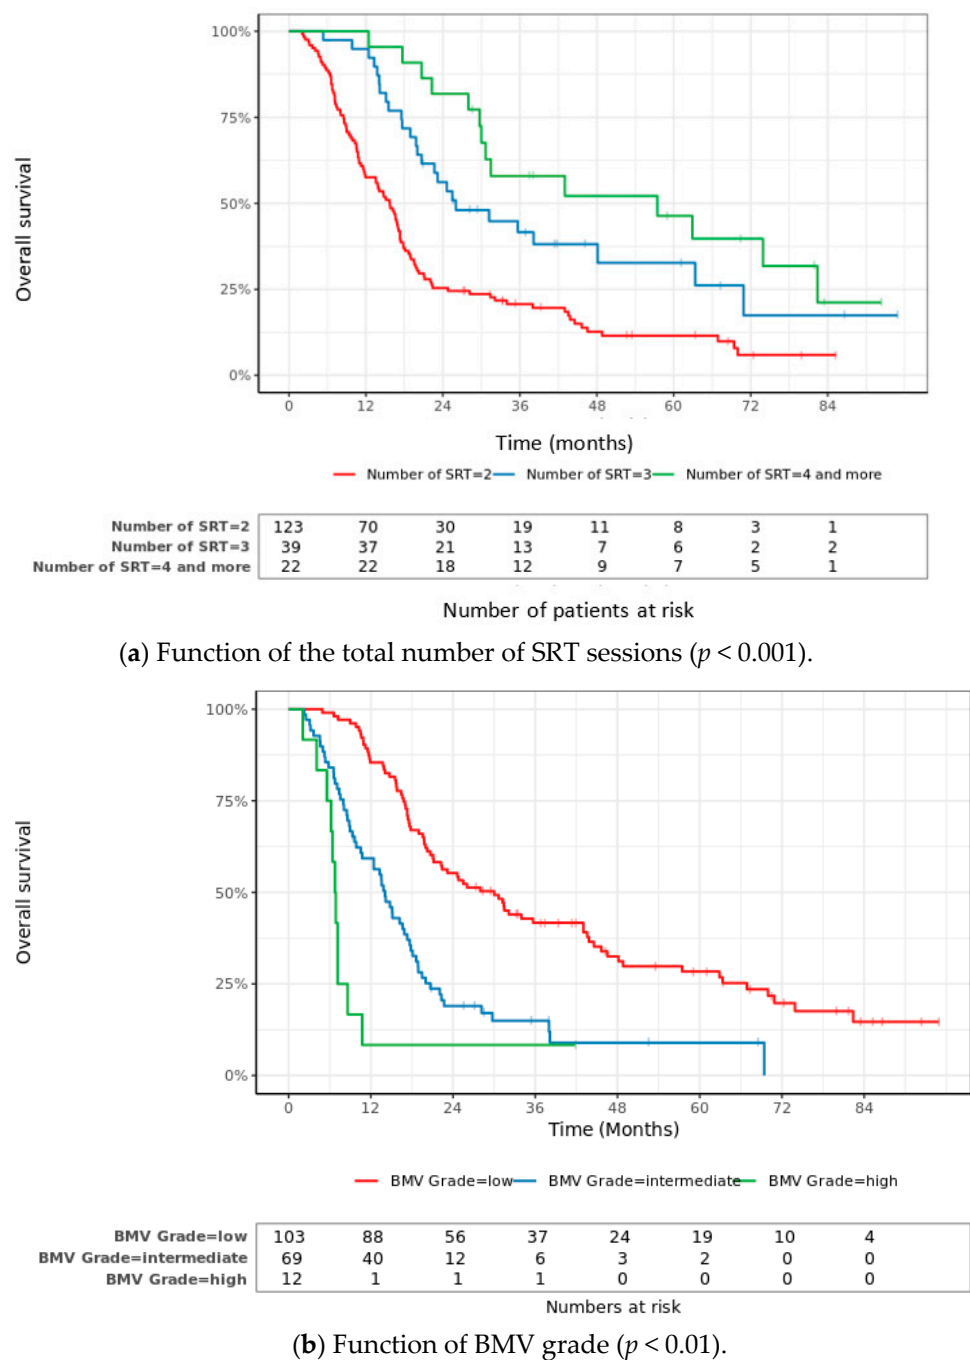 100%
75%
50%
25%
0%
Overall survival
0 12 24 36 48 60 72 84
Time (months)
Number of SRT=2 Number of SRT=3 Number of SRT=4 and more
Number of SRT=2 123 70 30 19 11 8 3 1
Number of SRT=3 39 37 21 13 7 6 2 2
Number of SRT=4 and more 22 22 18 12 9 7 5 1
Number of patients at risk
(a) Function of the total number of SRT sessions (p < 0.001).
100%
75%
50%
25%
0%
Overall survival
0 12 24 36 48 60 72 84
Time (Months)
BMV Grade=low BMV Grade=intermediate BMV Grade=high
BMV Grade=low 103 88 56 37 24 19 10 4
BMV Grade=intermediate 69 40 12 6 3 2 0 0
BMV Grade=high 12 1 1 1 0 0 0 0
Numbers at risk
(b) Function of BMV grade (p < 0.01).